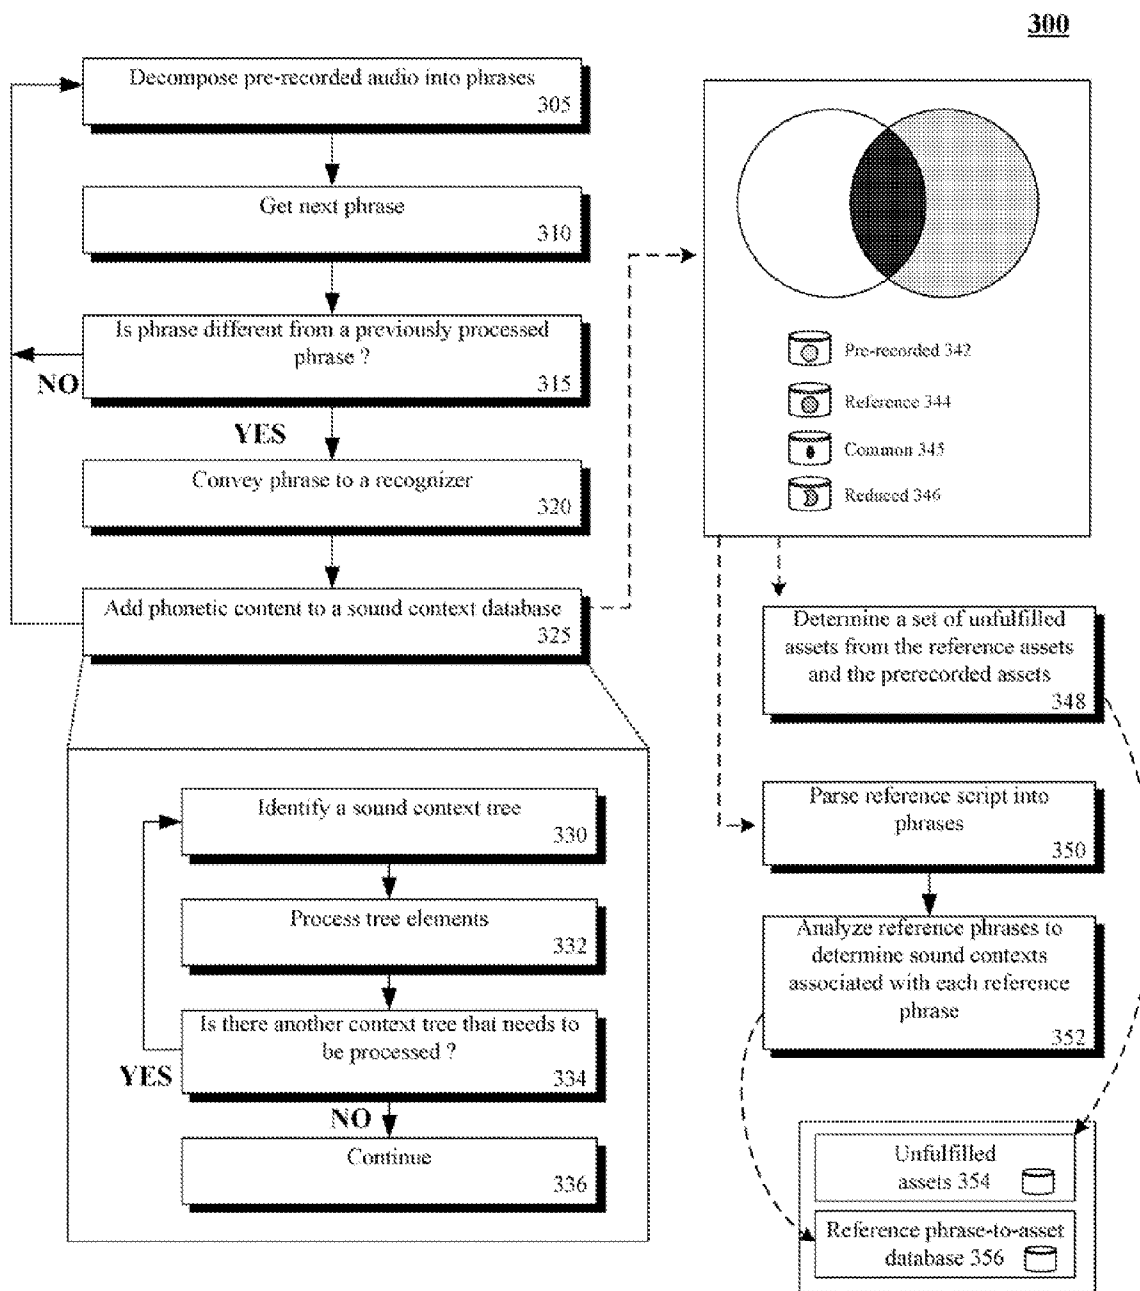 300
Decompose pre-recorded audio into phrases
305
Get next phrase
310
Is phrase different from a previously processed
phrase ?
315
NO
YES
Convey phrase to a recognizer
320
Add phonetic content to a sound context database
325
Identify a sound context tree
330
Process tree elements
332
Is there another context tree that needs to
be processed ?
334
YES
NO
Continue
336
Pre-recorded 342
Reference 344
Common 345
Reduced 346
Determine a set of unfulfilled
assets from the reference assets
and the prerecorded assets
348
Parse reference script into
phrases
350
Analyze reference phrases to
determine sound contexts
associated with each reference
phrase
352
Unfulfilled
assets 354
Reference phrase-to-asset
database 356